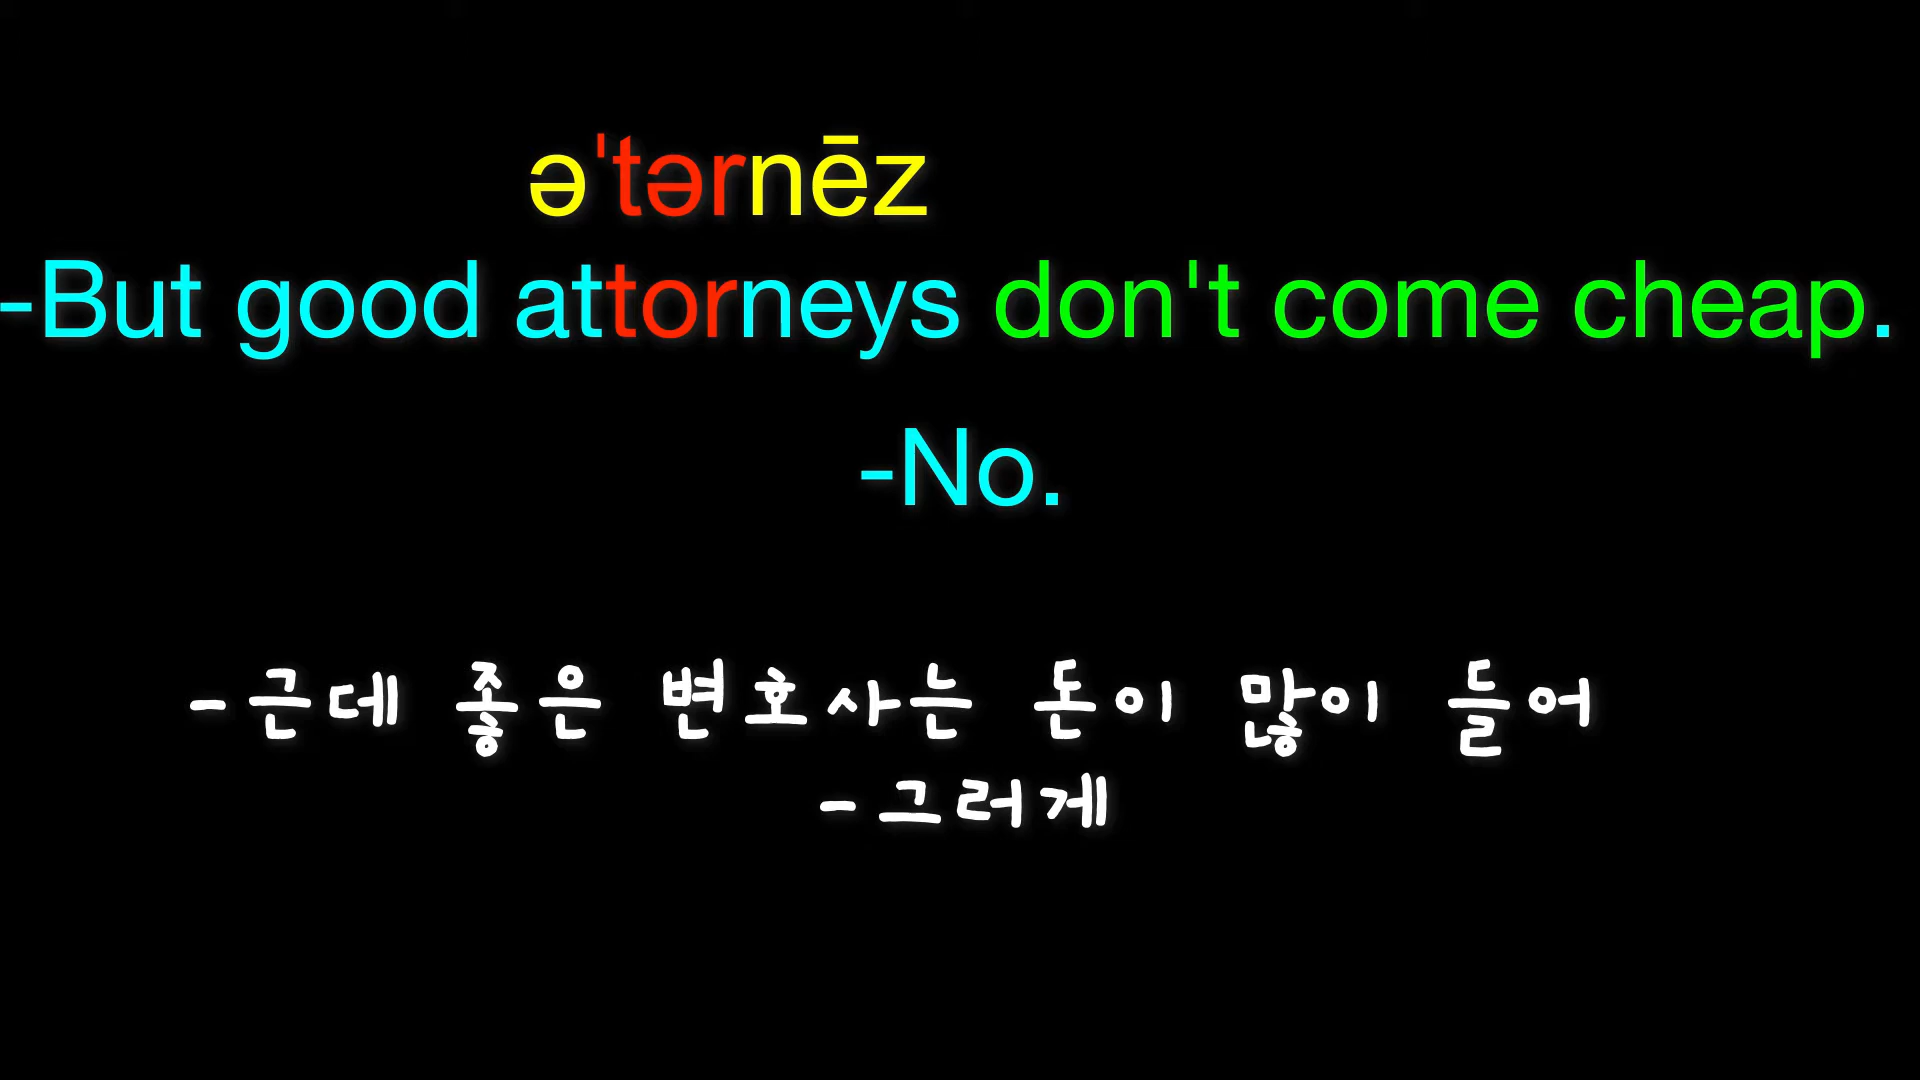 ə'tərnēz
-But good attorneys don't come cheap.
-No.
-근데 좋은 변호사는 돈이 많이 들어
-그러게